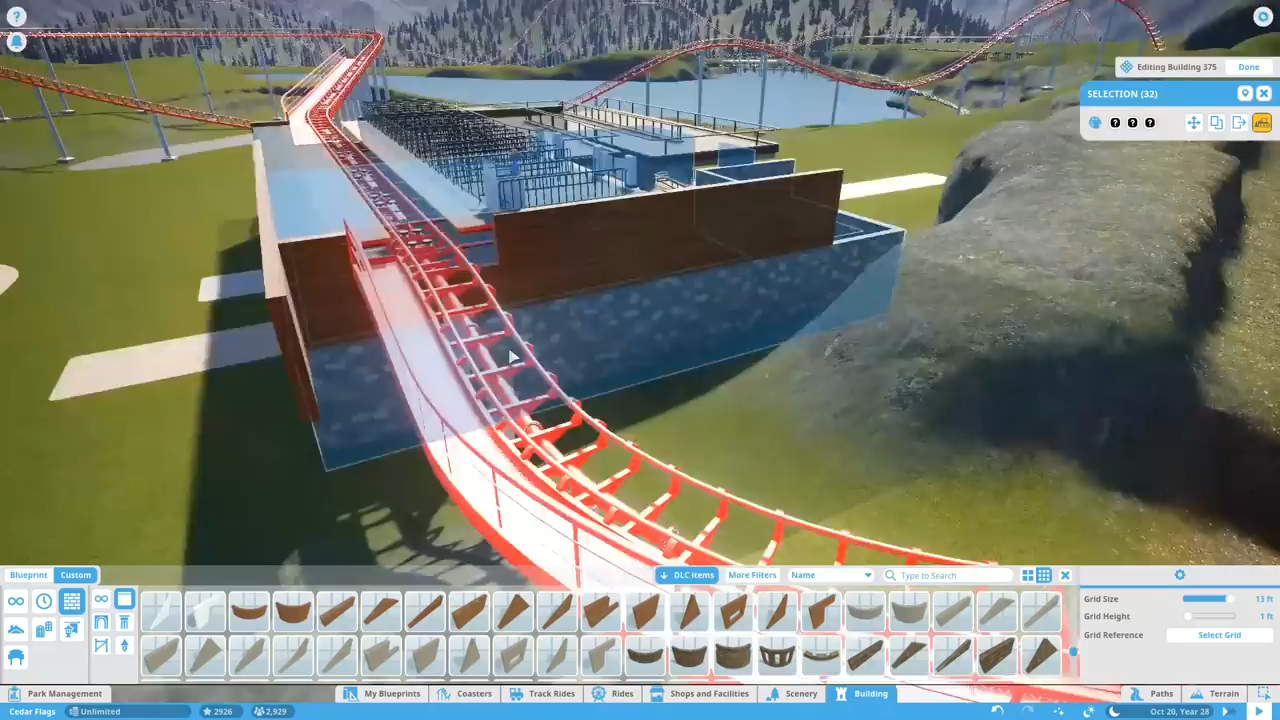 ?
Editing Building 375
Done
SELECTION (32)
? ? ?
Blueprint
Custom
DLC Items
More Filters
Name
Type to Search
Grid Size
13 ft
Grid Height
1 ft
Grid Reference
Select Grid
Park Management
My Blueprints
Coasters
Track Rides
Rides
Shops and Facilities
Scenery
Building
Paths
Terrain
Cedar Flags
Unlimited
2926
2,929
Oct 20, Year 28